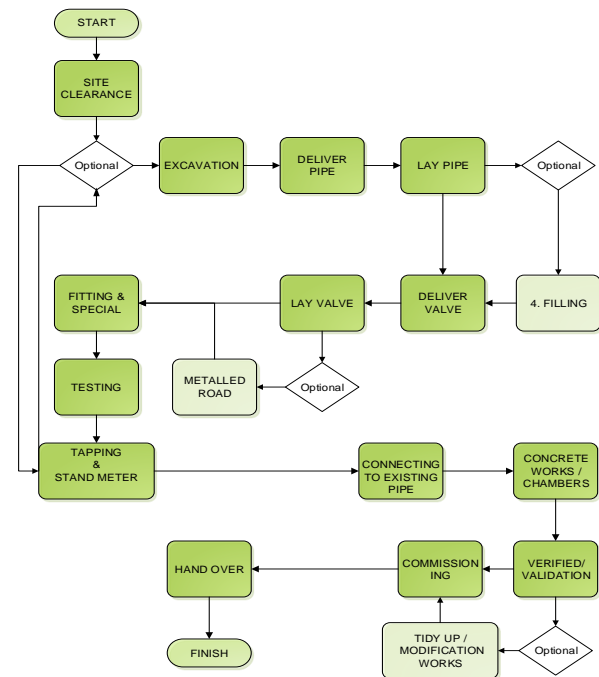 START
SITE
CLEARANCE
Optional
EXCAVATION
DELIVER
PIPE
LAY PIPE
Optional
FITTING &
SPECIAL
LAY VALVE
DELIVER
VALVE
4. FILLING
TESTING
METALLED
ROAD
Optional
TAPPING
&
STAND METER
CONNECTING
TO EXISTING
PIPE
CONCRETE
WORKS /
CHAMBERS
HAND OVER
COMMISSION
ING
VERIFIED/
VALIDATION
FINISH
TIDY UP /
MODIFICATION
WORKS
Optional